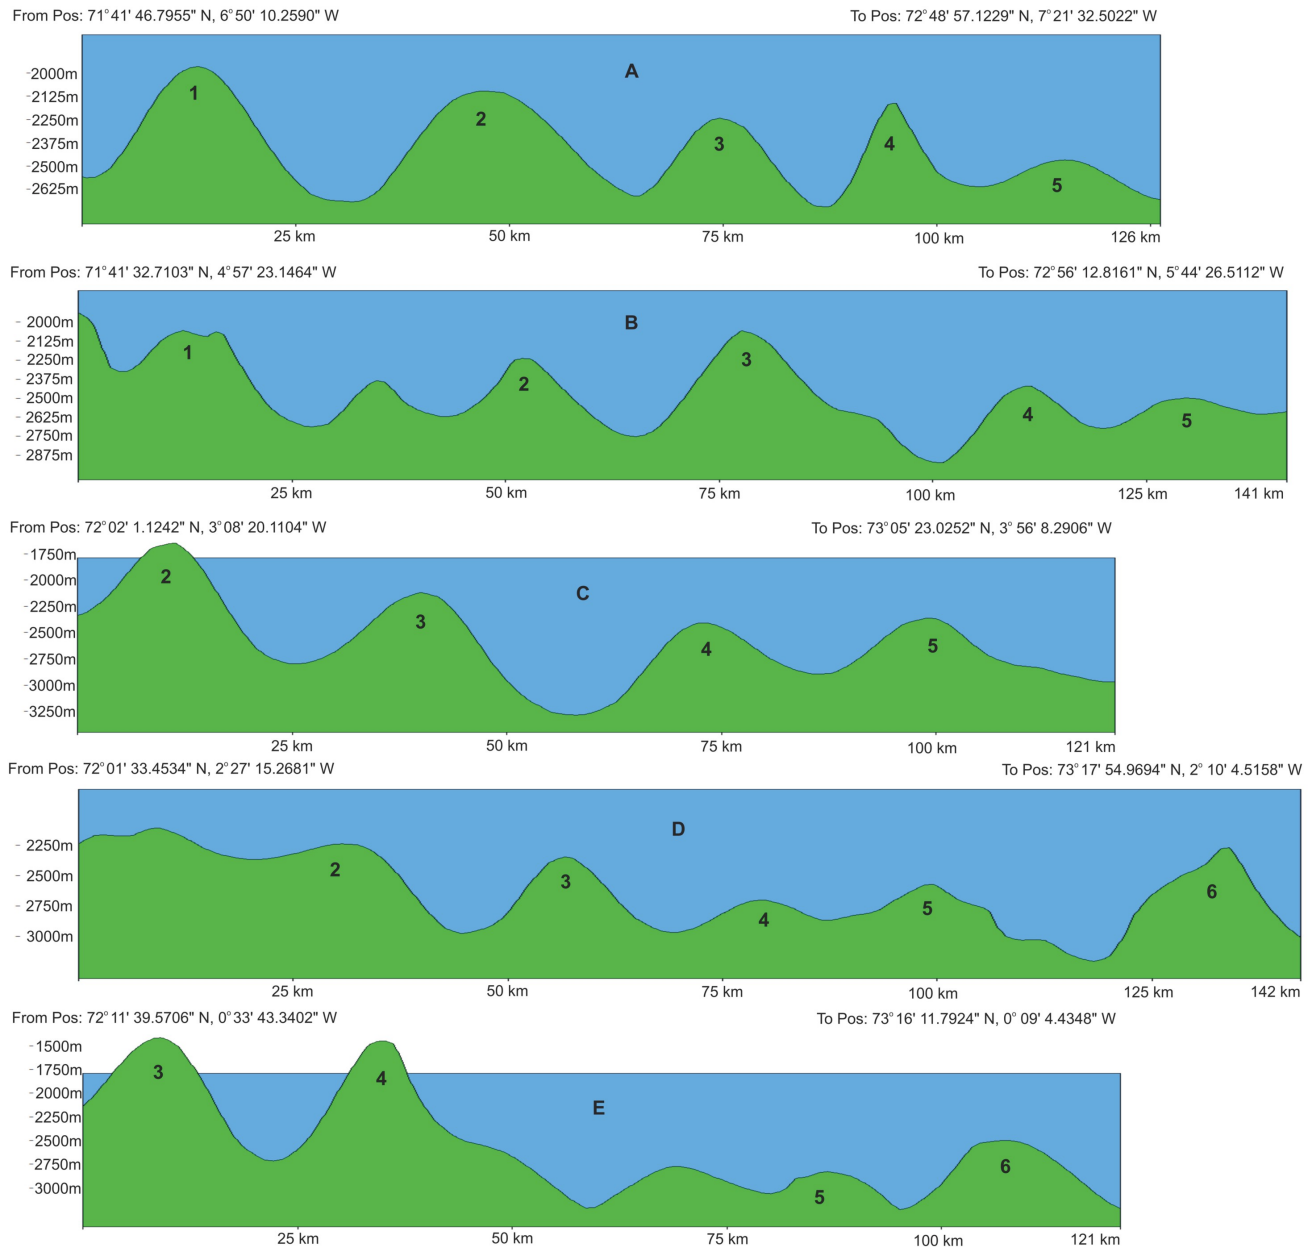 From Pos: 71°41' 46.7955" N, 6°50' 10.2590" W To Pos: 72°48' 57.1229" N, 7°21' 32.5022" W
A
-2000m
1
-2125m
2
-2250m
3
4
-2375m
-2500m
5
-2625m
25 km 50 km 75 km 100 km 126 km
From Pos: 71°41' 32.7103" N, 4°57' 23.1464" W To Pos: 72°56' 12.8161" N, 5°44' 26.5112" W
B
- 2000m
- 2125m
1
- 2250m
3
- 2375m
2
- 2500m
4
- 2625m
5
- 2750m
- 2875m
25 km 50 km 75 km 100 km 125 km 141 km
From Pos: 72°02' 1.1242" N, 3°08' 20.1104" W To Pos: 73°05' 23.0252" N, 3° 56' 8.2906" W
-1750m
2
-2000m
C
-2250m
3
-2500m
4
5
-2750m
-3000m
-3250m
25 km 50 km 75 km 100 km 121 km
From Pos: 72°01' 33.4534" N, 2°27' 15.2681" W To Pos: 73°17' 54.9694" N, 2° 10' 4.5158" W
D
- 2250m
2
- 2500m
3
6
- 2750m
4
5
- 3000m
25 km 50 km 75 km 100 km 125 km 142 km
From Pos: 72°11' 39.5706" N, 0°33' 43.3402" W To Pos: 73°16' 11.7924" N, 0° 09' 4.4348" W
-1500m
-1750m
3
4
-2000m
E
-2250m
-2500m
-2750m
6
-3000m
5
25 km 50 km 75 km 100 km 121 km